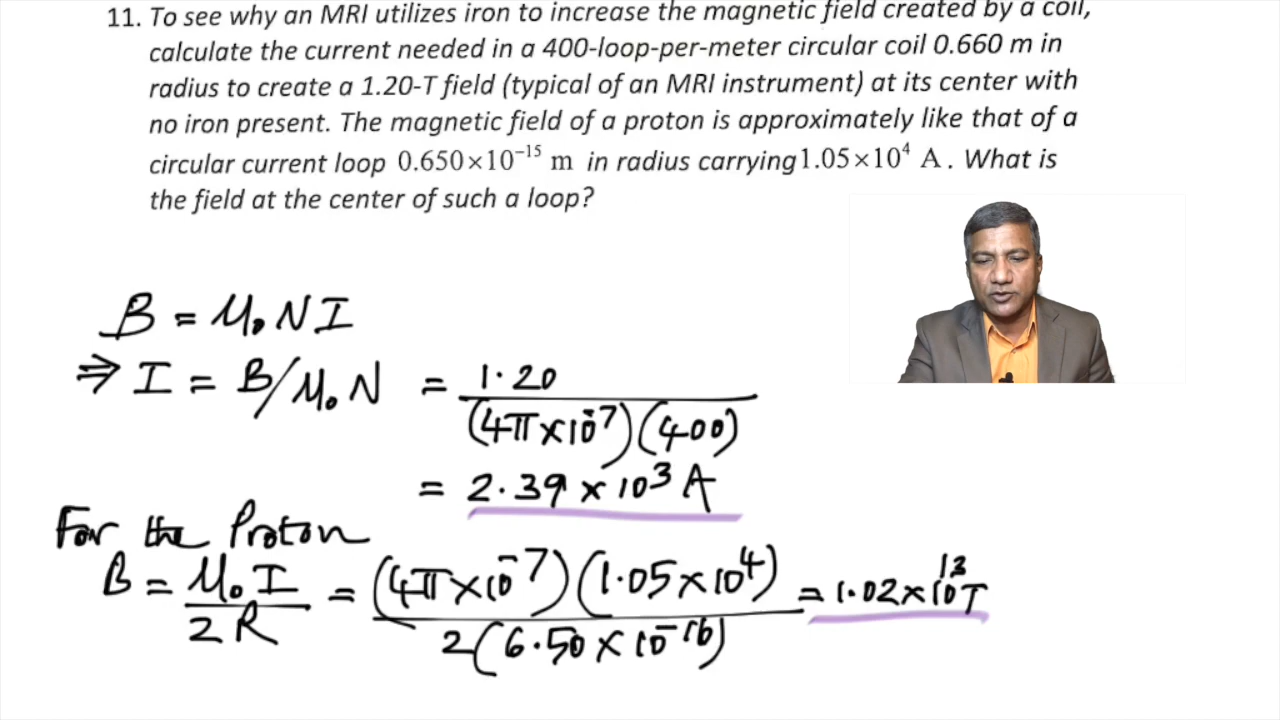 11. To see why an MRI utilizes iron to increase the magnetic field created by a coil,
calculate the current needed in a 400-loop-per-meter circular coil 0.660 m in
radius to create a 1.20-T field (typical of an MRI instrument) at its center with
no iron present. The magnetic field of a proton is approximately like that of a
circular current loop 0.650×10⁻¹⁵ m in radius carrying 1.05×10⁴ A. What is
the field at the center of such a loop?
B = μ₀NI
⇒ I = B/μ₀N = 1.20 / (4π×10⁻⁷)(400)
= 2.39 × 10³ A
For the Proton
B = μ₀I / 2R = (4π×10⁻⁷)(1.05×10⁴) / 2(6.50×10⁻¹⁶) = 1.02×10¹³T